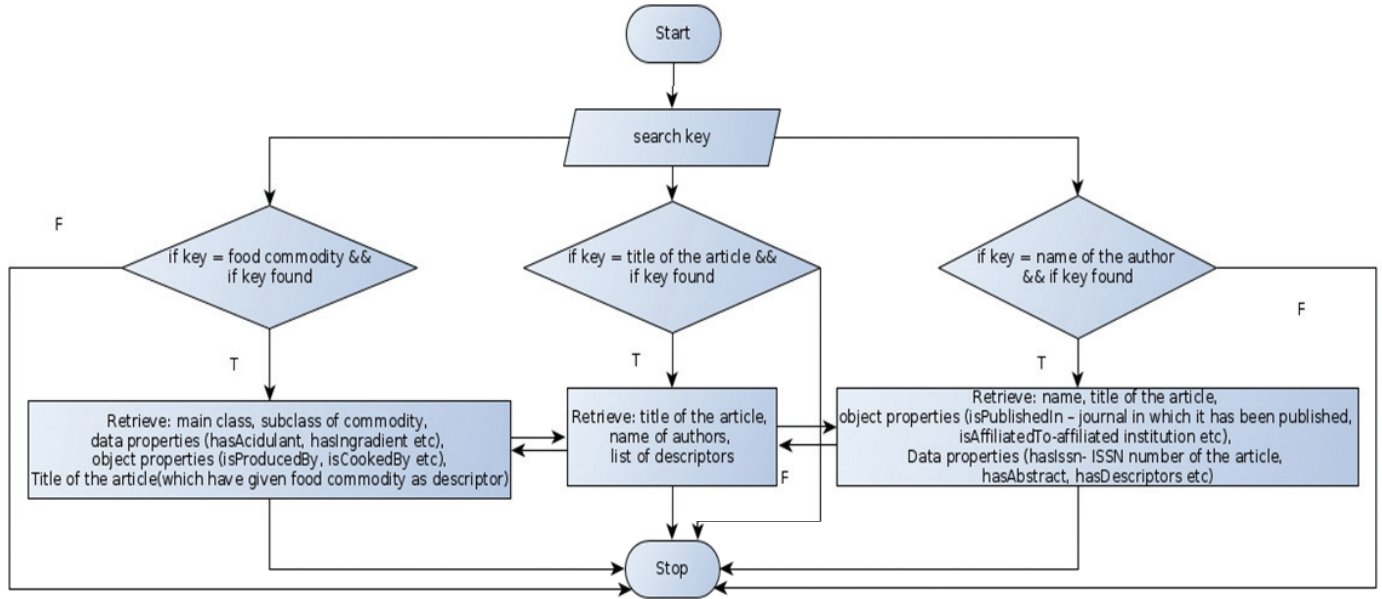 Start
search key
F
if key = food commodity &&
if key found
if key = title of the article &&
if key found
if key = name of the author
&& if key found
F
T
T
T
Retrieve: main class, subclass of commodity,
data properties (hasAcidulant, hasIngradient etc),
object properties (isProducedBy, isCookedBy etc),
Title of the article(which have given food commodity as descriptor)
Retrieve: title of the article,
name of authors,
list of descriptors
F
Retrieve: name, title of the article,
object properties (isPublishedIn – journal in which it has been published,
isAffiliatedTo-affiliated institution etc),
Data properties (hasIssn- ISSN number of the article,
hasAbstract, hasDescriptors etc)
Stop